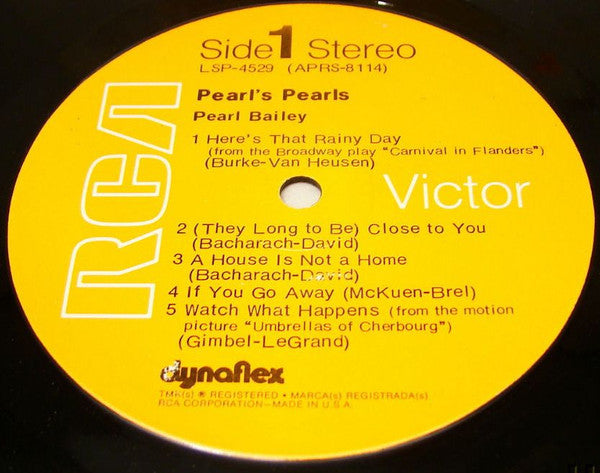 Side 1 Stereo
LSP-4529 (APRS-8114)
Pearl's Pearls
Pearl Bailey
1 Here's That Rainy Day
(from the Broadway play "Carnival in Flanders")
(Burke-Van Heusen)
RCA
Victor
2 (They Long to Be) Close to You
(Bacharach-David)
3 A House Is Not a Home
(Bacharach-David)
4 If You Go Away (McKuen-Brel)
5 Watch What Happens (from the motion
picture "Umbrellas of Cherbourg")
(Gimbel-LeGrand)
dynaflex
TMK(s) ® REGISTERED • MARCA(s) REGISTRADA(s)
RCA CORPORATION—MADE IN U.S.A.